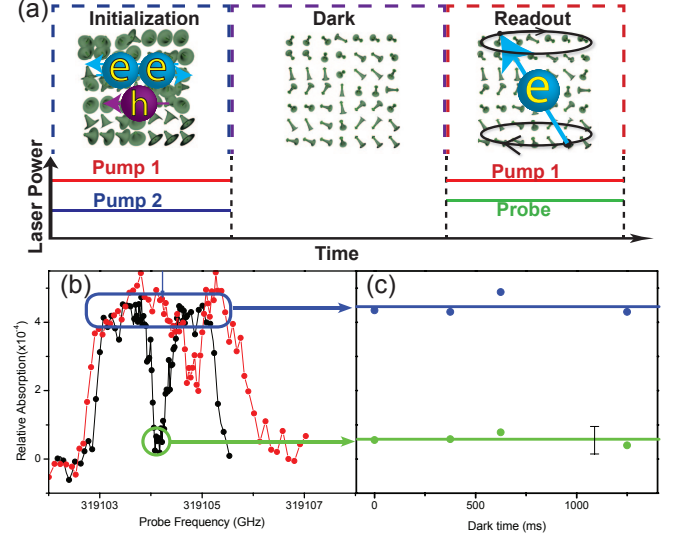 (a)
Initialization Dark Readout
e e
h
e
Pump 1 Pump 1
Pump 2 Probe
Laser Power
Time
(b) (c)
Relative Absorption(x10⁻⁴)
4
2
0
319103 319105 319107
Probe Frequency (GHz)
0 500 1000
Dark time (ms)